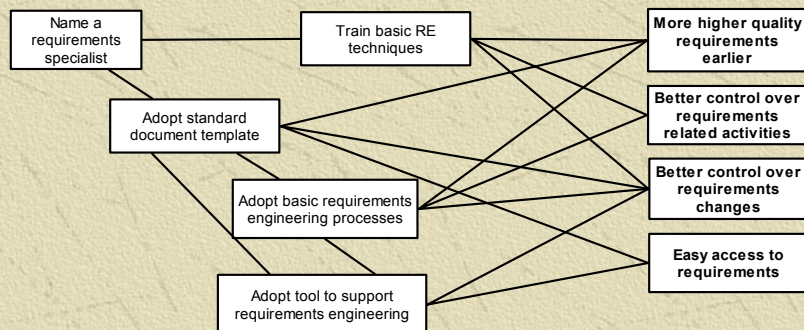 Name a
requirements
specialist
Train basic RE
techniques
More higher quality
requirements
earlier
Adopt standard
document template
Better control over
requirements
related activities
Adopt basic requirements
engineering processes
Better control over
requirements
changes
Adopt tool to support
requirements engineering
Easy access to
requirements